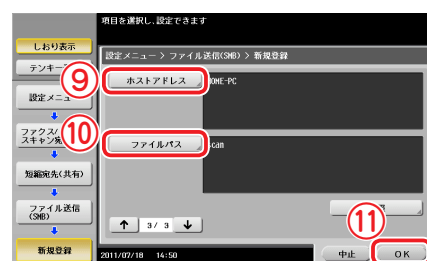 項目を選択し､設定できます
しおり表示
設定メニュー > ファイル送信(SMB) > 新規登録
テンキー
⑨
ホストアドレス
HOME-PC
設定メニュ
ファクス/
スキャン宛
⑩
ファイルパス
scan
短縮宛先(共有)
ファイル送信
(SMB)
↑ 3/ 3 ↓
⑪
新規登録
2011/07/18 14:50
中止
OK